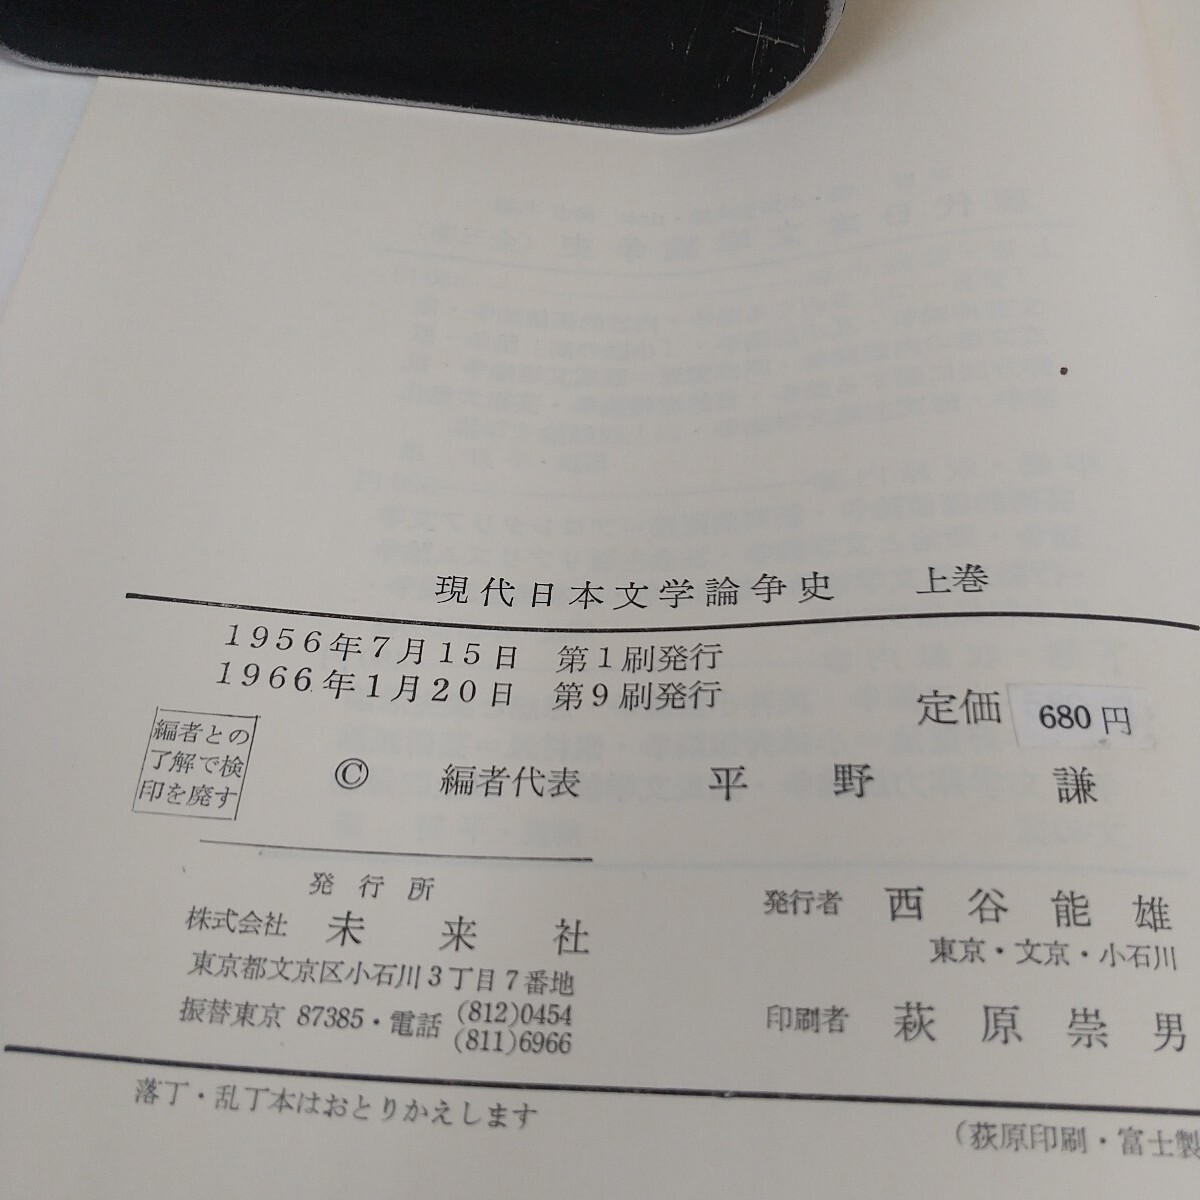 現代日本文学論争史　上巻
1956年7月15日　第1刷発行
1966年1月20日　第9刷発行
定価 680円
編者との
了解で検
印を廃す
© 編者代表 平野 謙
発行所
株式会社 未来社
東京都文京区小石川3丁目7番地
振替東京 87385・電話 (812)0454
(811)6966
発行者 西谷能雄
東京・文京・小石川
印刷者 萩原崇男
落丁・乱丁本はおとりかえします
(萩原印刷・富士製